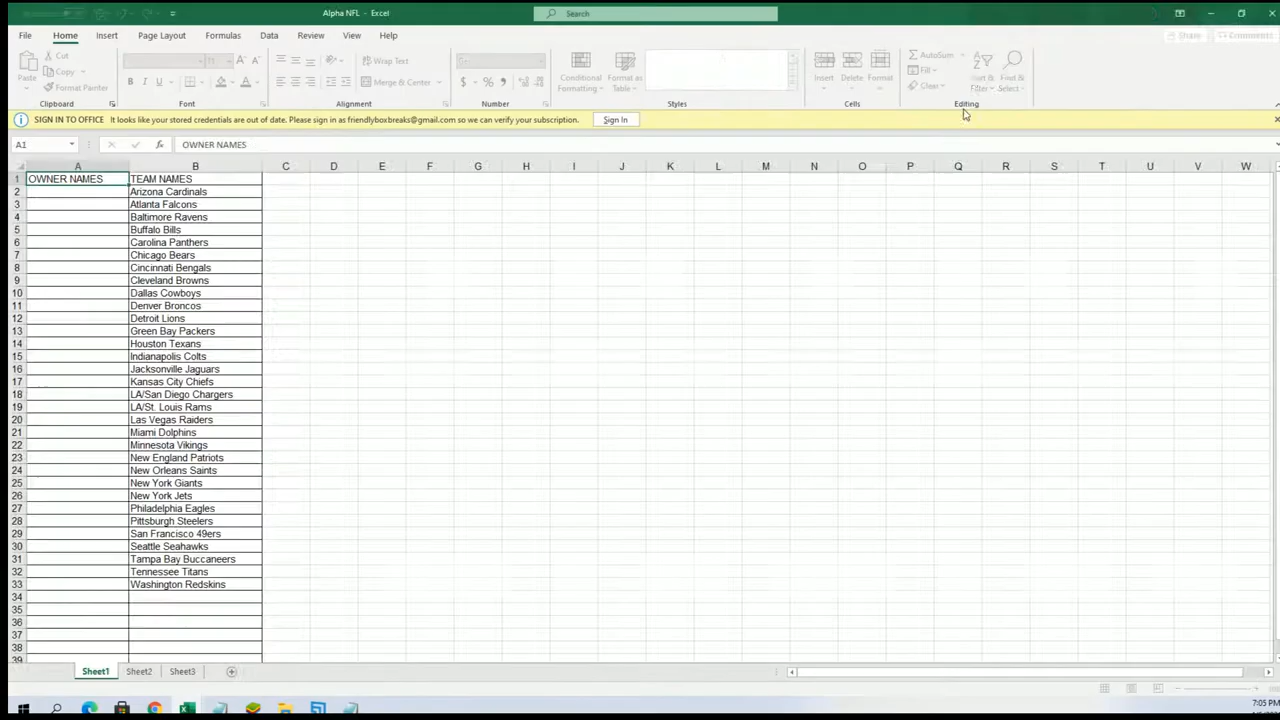 Alpha NFL - Excel
Search
File Home Insert Page Layout Formulas Data Review View Help
Share Comments
Paste
Cut
Copy
Format Painter
Clipboard
11
B I U
Font
Wrap Text
Merge & Center
Alignment
$ % ,
Number
Conditional Formatting
Format as Table
Styles
Insert Delete Format
Cells
AutoSum
Fill
Clear
Sort & Filter
Find & Select
Editing
SIGN IN TO OFFICE It looks like your stored credentials are out of date. Please sign in as friendlyboxbreaks@gmail.com so we can verify your subscription. Sign In
A1 OWNER NAMES
A B C D E F G H I J K L M N O P Q R S T U V W
1 OWNER NAMES TEAM NAMES
2 Arizona Cardinals
3 Atlanta Falcons
4 Baltimore Ravens
5 Buffalo Bills
6 Carolina Panthers
7 Chicago Bears
8 Cincinnati Bengals
9 Cleveland Browns
10 Dallas Cowboys
11 Denver Broncos
12 Detroit Lions
13 Green Bay Packers
14 Houston Texans
15 Indianapolis Colts
16 Jacksonville Jaguars
17 Kansas City Chiefs
18 LA/San Diego Chargers
19 LA/St. Louis Rams
20 Las Vegas Raiders
21 Miami Dolphins
22 Minnesota Vikings
23 New England Patriots
24 New Orleans Saints
25 New York Giants
26 New York Jets
27 Philadelphia Eagles
28 Pittsburgh Steelers
29 San Francisco 49ers
30 Seattle Seahawks
31 Tampa Bay Buccaneers
32 Tennessee Titans
33 Washington Redskins
34
35
36
37
38
39
Sheet1 Sheet2 Sheet3
7:05 PM